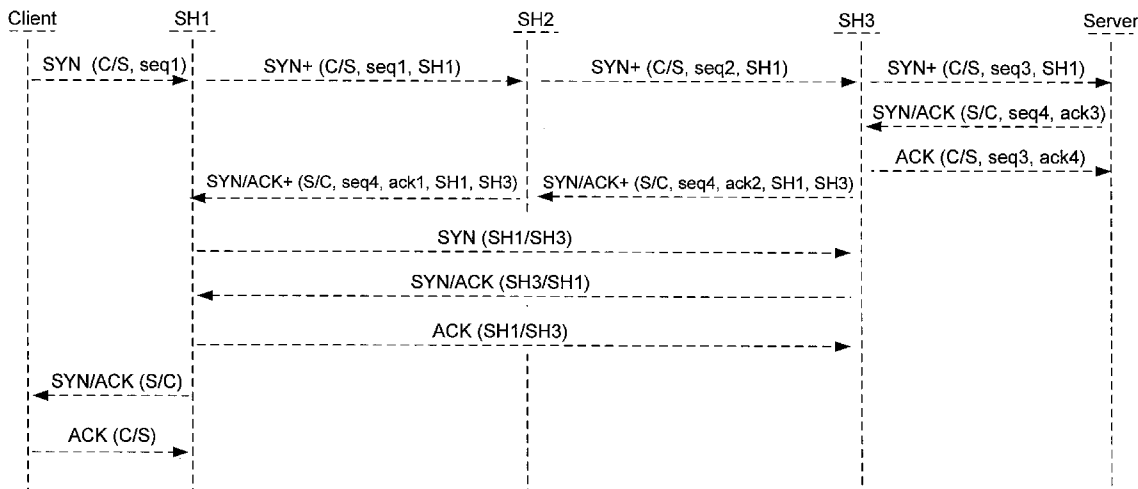 Client SH1 SH2 SH3 Server
SYN (C/S, seq1) SYN+ (C/S, seq1, SH1) SYN+ (C/S, seq2, SH1) SYN+ (C/S, seq3, SH1)
SYN/ACK (S/C, seq4, ack3)
ACK (C/S, seq3, ack4)
SYN/ACK+ (S/C, seq4, ack1, SH1, SH3) SYN/ACK+ (S/C, seq4, ack2, SH1, SH3)
SYN (SH1/SH3)
SYN/ACK (SH3/SH1)
ACK (SH1/SH3)
SYN/ACK (S/C)
ACK (C/S)